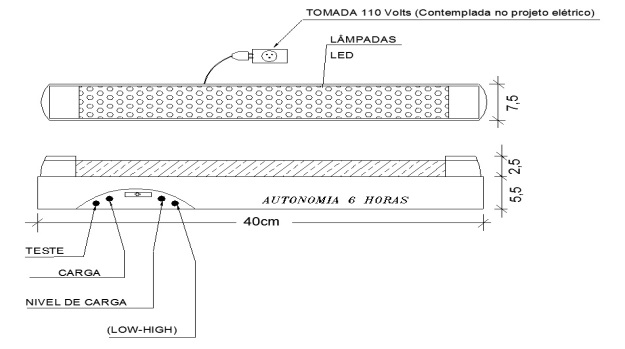 TOMADA 110 Volts (Contemplada no projeto elétrico)
LÂMPADAS
LED
7,5
2,5
5,5
AUTONOMIA 6 HORAS
40cm
TESTE
CARGA
NIVEL DE CARGA
(LOW-HIGH)